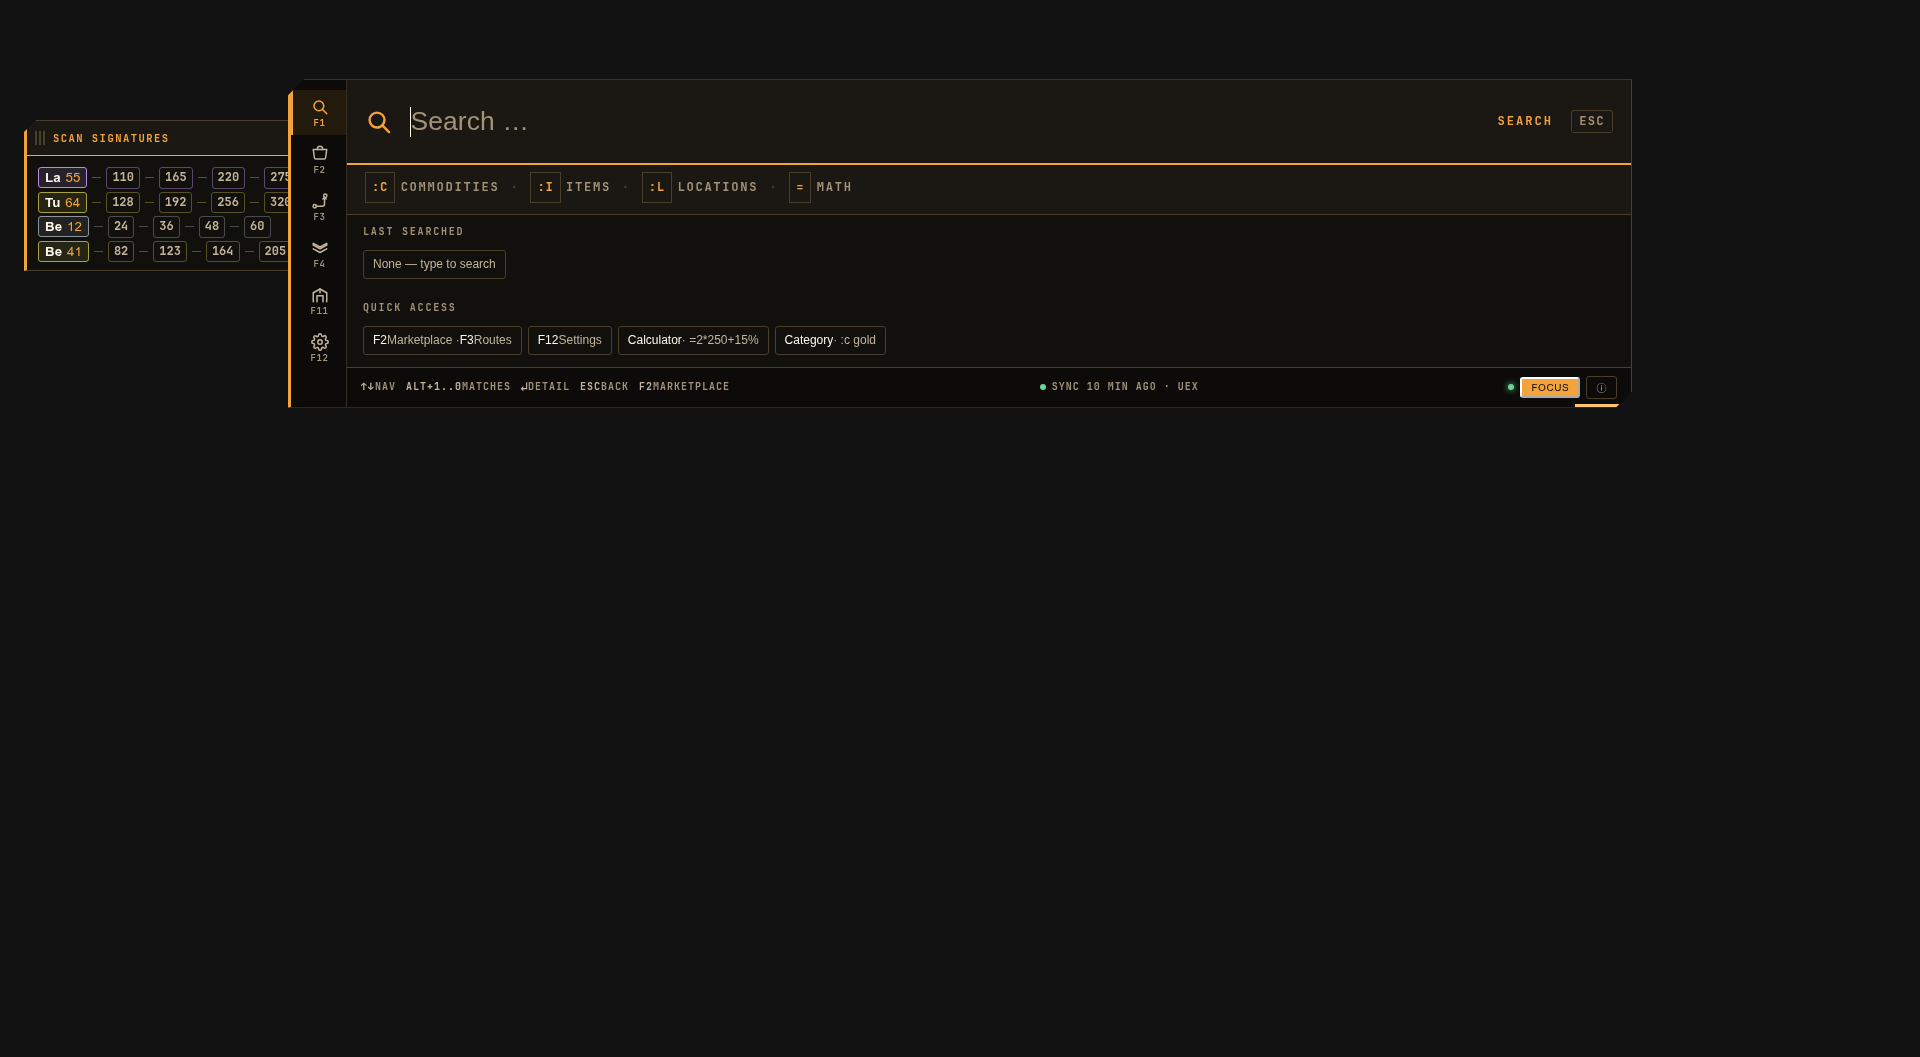 SCAN SIGNATURES
La 55 — 110 — 165 — 220 — 275
Tu 64 — 128 — 192 — 256 — 320
Be 12 — 24 — 36 — 48 — 60
Be 41 — 82 — 123 — 164 — 205
F1
F2
F3
F4
F11
F12
Search ...
SEARCH ESC
:C COMMODITIES · :I ITEMS · :L LOCATIONS · = MATH
LAST SEARCHED
None — type to search
QUICK ACCESS
F2Marketplace ·F3Routes F12Settings Calculator· =2*250+15% Category· :c gold
↑↓NAV ALT+1..0MATCHES ↲DETAIL ESCBACK F2MARKETPLACE SYNC 10 MIN AGO · UEX FOCUS ⓘ